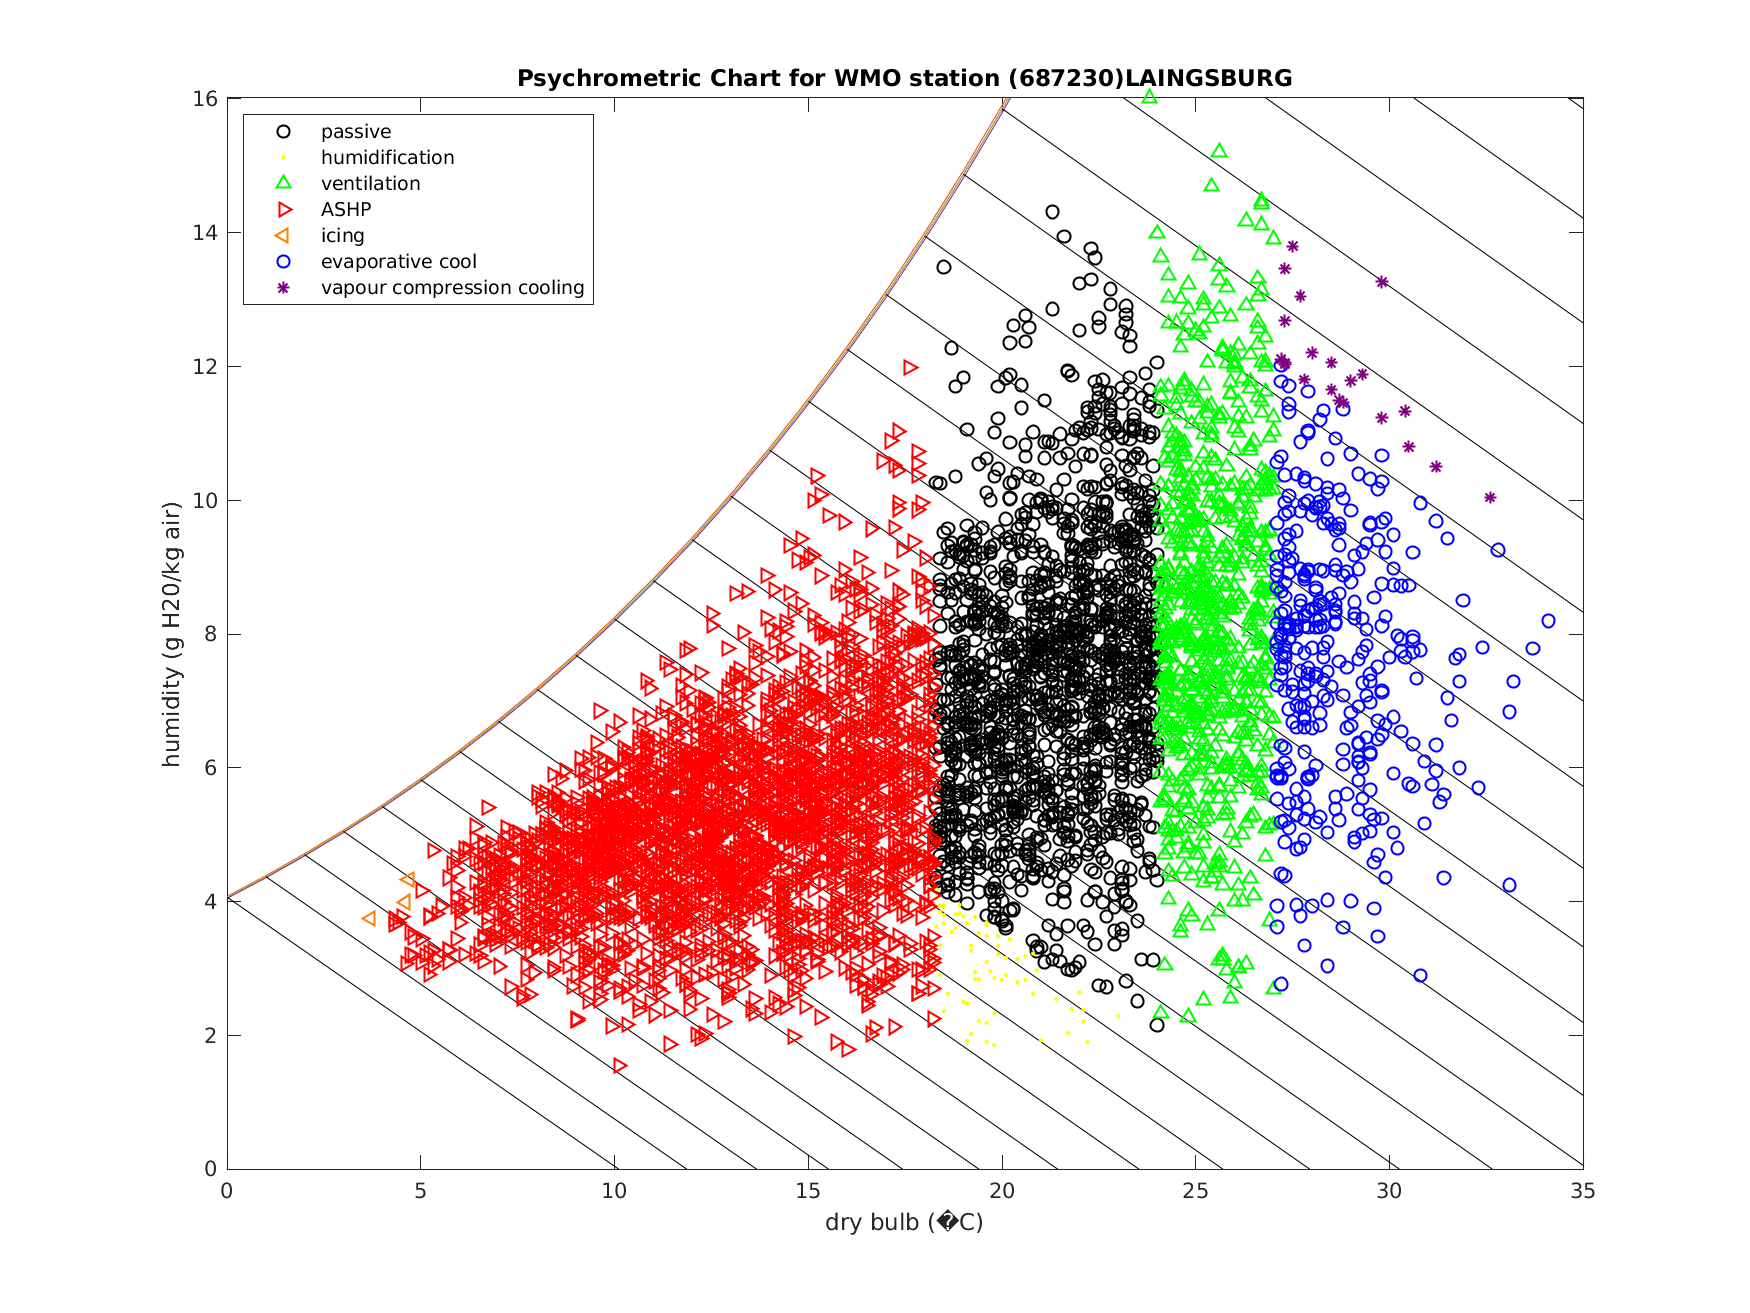 Psychrometric Chart for WMO station (687230)LAINGSBURG
passive
humidification
ventilation
ASHP
icing
evaporative cool
vapour compression cooling
humidity (g H20/kg air)
16
14
12
10
8
6
4
2
0
0 5 10 15 20 25 30 35
dry bulb (�C)